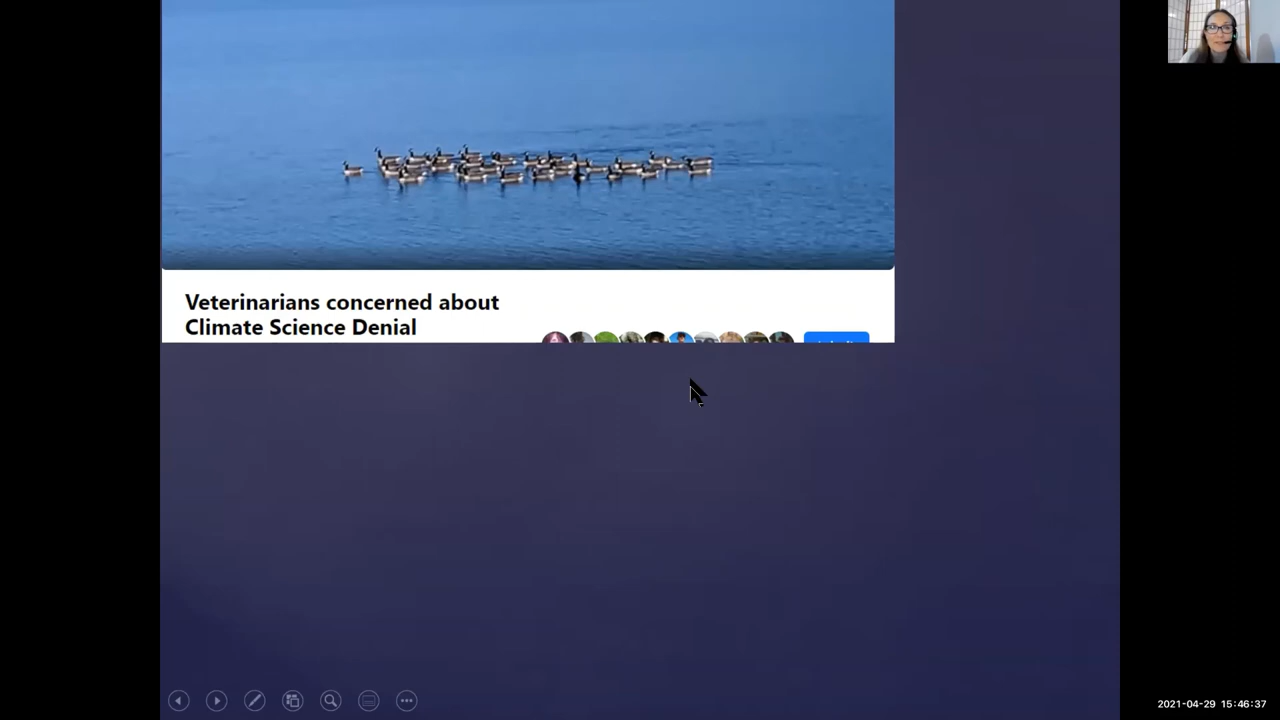 Veterinarians concerned about
Climate Science Denial
2021-04-29 15:46:37